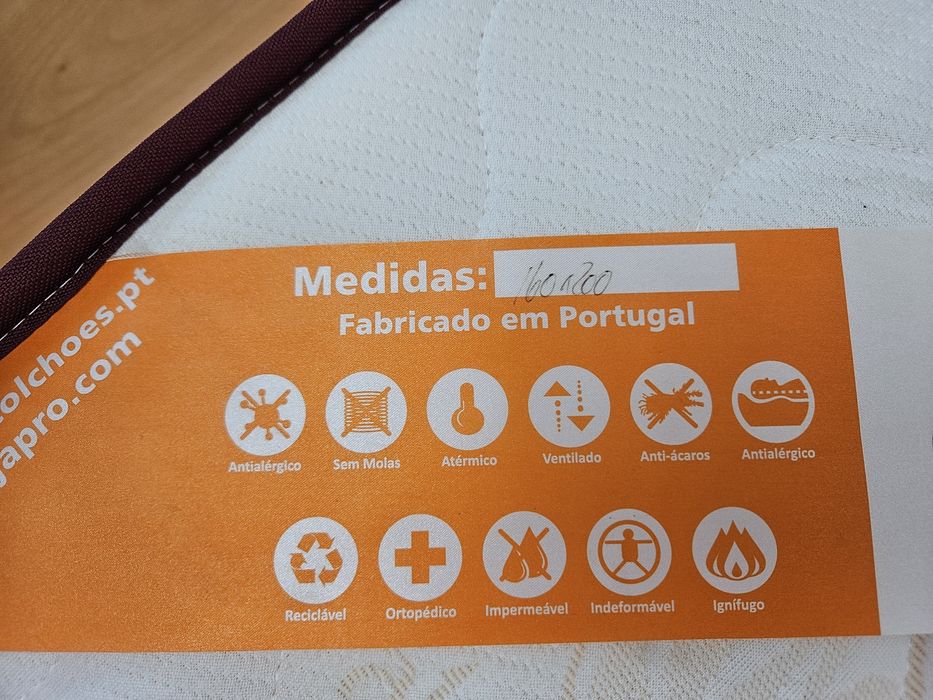 olchoes.pt
apro.com
Medidas: 160x200
Fabricado em Portugal
Antialérgico Sem Molas Atérmico Ventilado Anti-ácaros Antialérgico
Reciclável Ortopédico Impermeável Indeformável Ignífugo